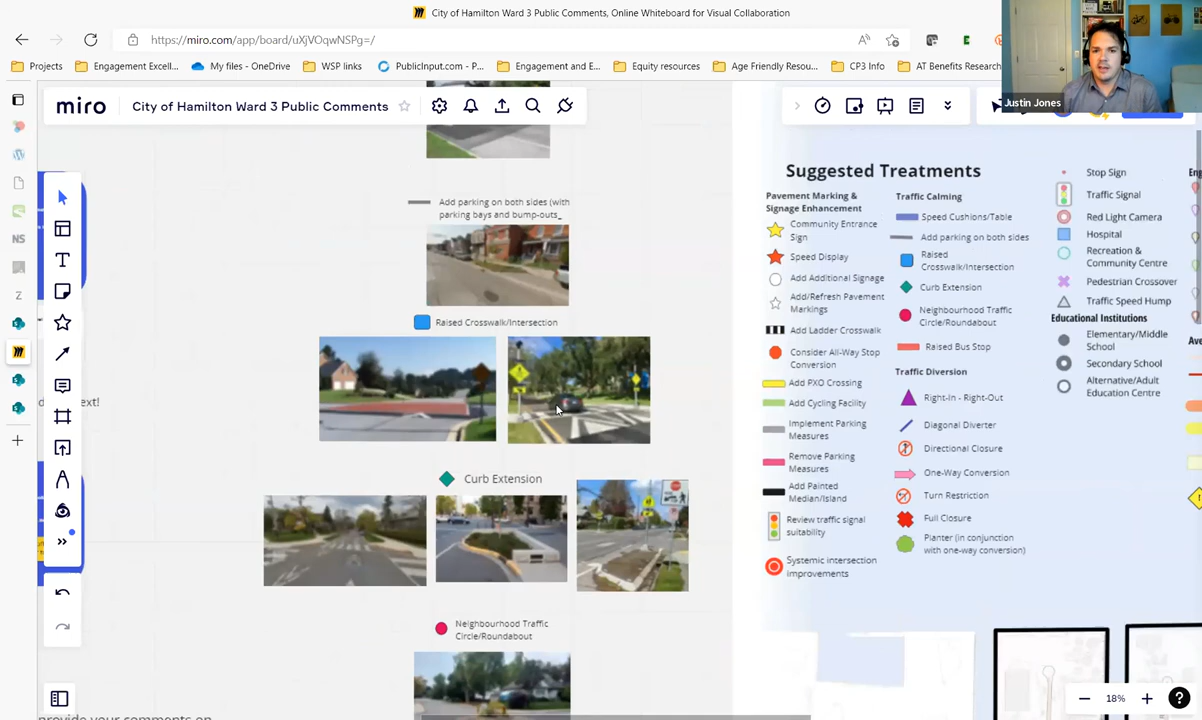 City of Hamilton Ward 3 Public Comments, Online Whiteboard for Visual Collaboration
https://miro.com/app/board/uXjVOqwNSPg=/
Projects
Engagement Excell...
My files - OneDrive
WSP links
PublicInput.com - P...
Engagement and E...
Equity resources
Age Friendly Resou...
CP3 Info
AT Benefits Research
Justin Jones
miro
City of Hamilton Ward 3 Public Comments
Add parking on both sides (with
parking bays and bump-outs_
Raised Crosswalk/Intersection
Curb Extension
STOP
Neighbourhood Traffic
Circle/Roundabout
ext!
provide your comments on
NS
Z
T
Suggested Treatments
Pavement Marking &
Signage Enhancement
Community Entrance
Sign
Speed Display
Add Additional Signage
Add/Refresh Pavement
Markings
Add Ladder Crosswalk
Consider All-Way Stop
Conversion
Add PXO Crossing
Add Cycling Facility
Implement Parking
Measures
Remove Parking
Measures
Add Painted
Median/Island
Review traffic signal
suitability
Systemic intersection
improvements
Traffic Calming
Speed Cushions/Table
Add parking on both sides
Raised
Crosswalk/Intersection
Curb Extension
Neighbourhood Traffic
Circle/Roundabout
Raised Bus Stop
Traffic Diversion
Right-In - Right-Out
Diagonal Diverter
Directional Closure
One-Way Conversion
Turn Restriction
Full Closure
Planter (in conjunction
with one-way conversion)
Stop Sign
Traffic Signal
Red Light Camera
Hospital
Recreation &
Community Centre
Pedestrian Crossover
Traffic Speed Hump
Educational Institutions
Elementary/Middle
School
Secondary School
Alternative/Adult
Education Centre
En
Ave
18%